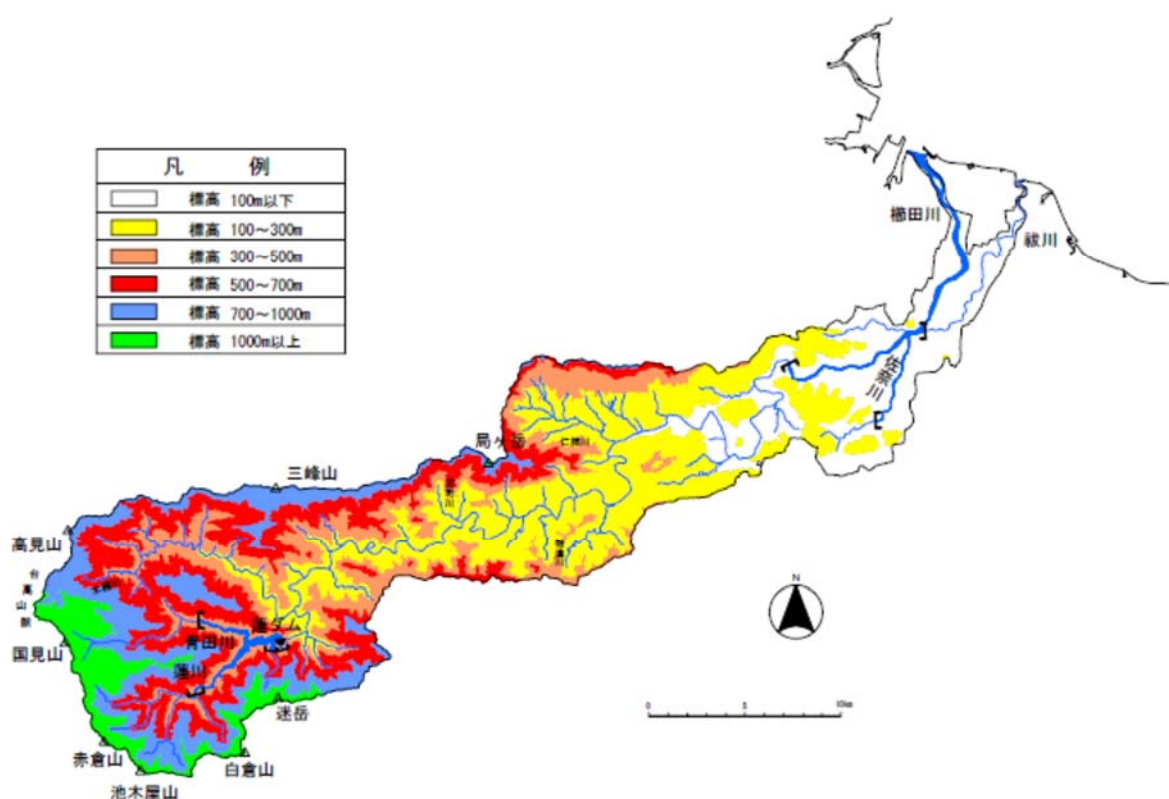 凡 例
標高 100m以下
標高 100～300m
標高 300～500m
標高 500～700m
標高 700～1000m
標高 1000m以上
櫛田川
祓川
佐奈川
局ヶ岳
三峰山
高見山
台高山脈
国見山
蓮ダム
青田川
蓮川
迷岳
赤倉山
白倉山
池木屋山
N
0 5 10km